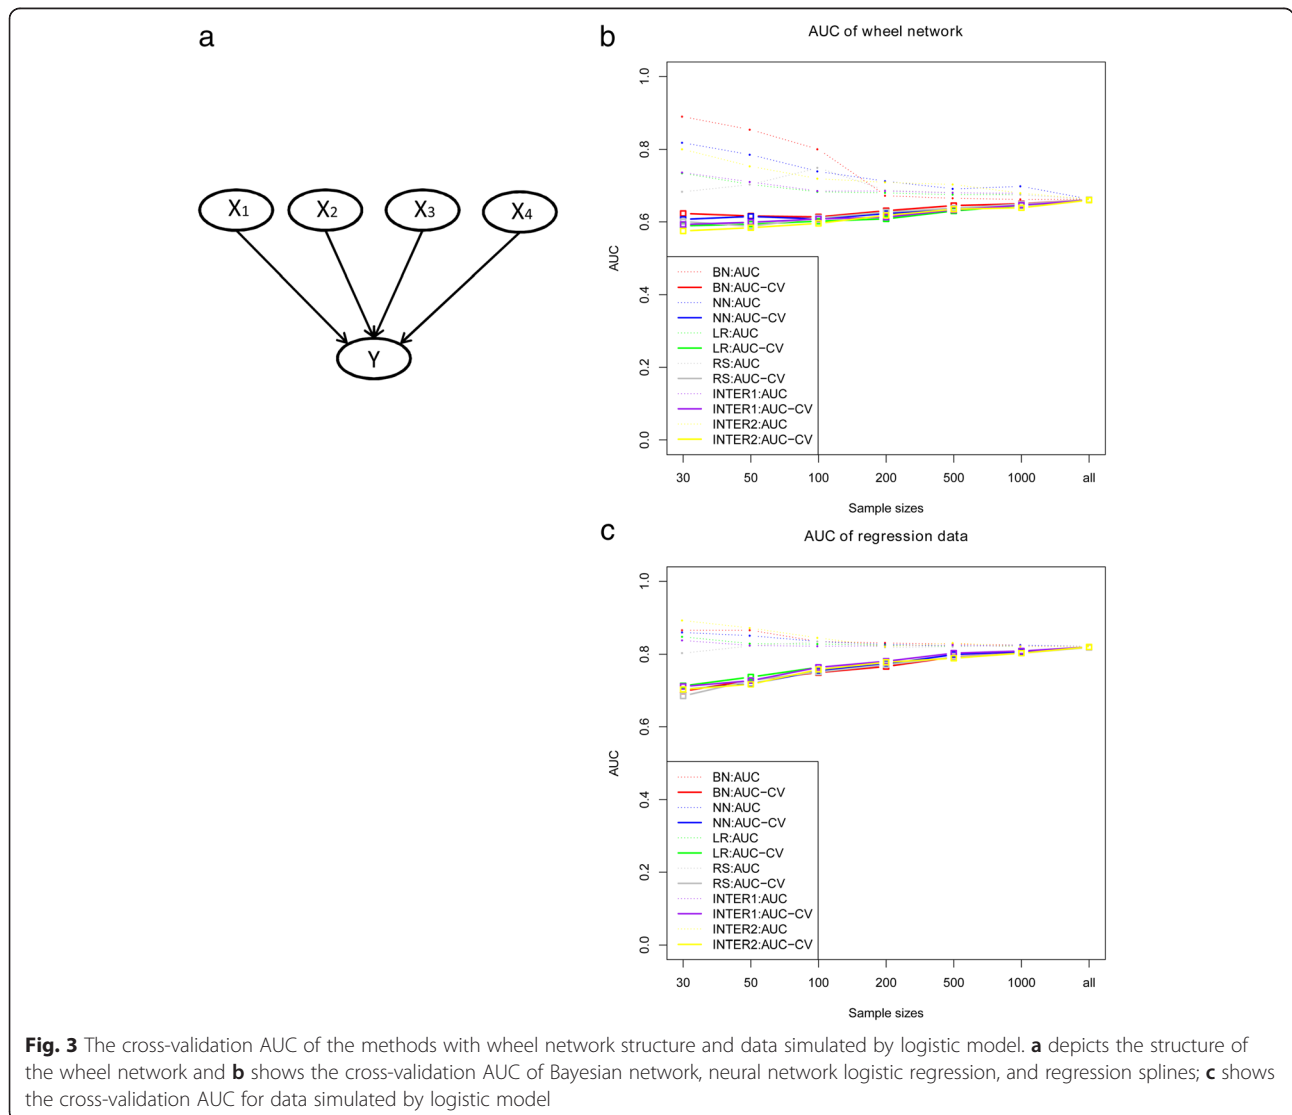 a
X1
X2
X3
X4
Y
b
AUC of wheel network
AUC
1.0
0.8
0.6
0.4
0.2
0.0
BN:AUC
BN:AUC−CV
NN:AUC
NN:AUC−CV
LR:AUC
LR:AUC−CV
RS:AUC
RS:AUC−CV
INTER1:AUC
INTER1:AUC−CV
INTER2:AUC
INTER2:AUC−CV
30 50 100 200 500 1000 all
Sample sizes
c
AUC of regression data
AUC
1.0
0.8
0.6
0.4
0.2
0.0
BN:AUC
BN:AUC−CV
NN:AUC
NN:AUC−CV
LR:AUC
LR:AUC−CV
RS:AUC
RS:AUC−CV
INTER1:AUC
INTER1:AUC−CV
INTER2:AUC
INTER2:AUC−CV
30 50 100 200 500 1000 all
Sample sizes
Fig. 3 The cross-validation AUC of the methods with wheel network structure and data simulated by logistic model. a depicts the structure of
the wheel network and b shows the cross-validation AUC of Bayesian network, neural network logistic regression, and regression splines; c shows
the cross-validation AUC for data simulated by logistic model